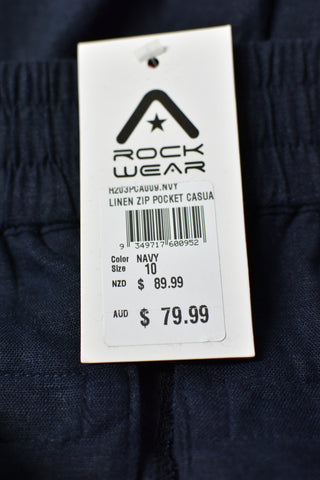 ROCK
WEAR
H203PCA009.NVY
LINEN ZIP POCKET CASUA
9 349717 600952
Color NAVY
Size 10
NZD $ 89.99
AUD $ 79.99